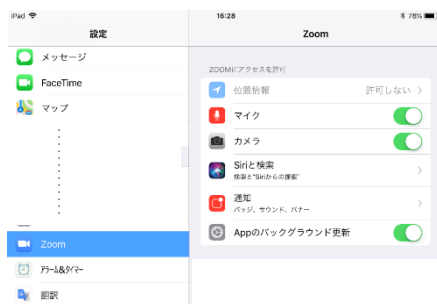 iPad 16:28 78%
設定
Zoom
メッセージ
FaceTime
マップ
Zoom
アラーム&タイマー
翻訳
ZOOMにアクセスを許可
位置情報 許可しない
マイク
カメラ
Siriと検索
検索と"Siriからの提案"
通知
バッジ、サウンド、バナー
Appのバックグラウンド更新